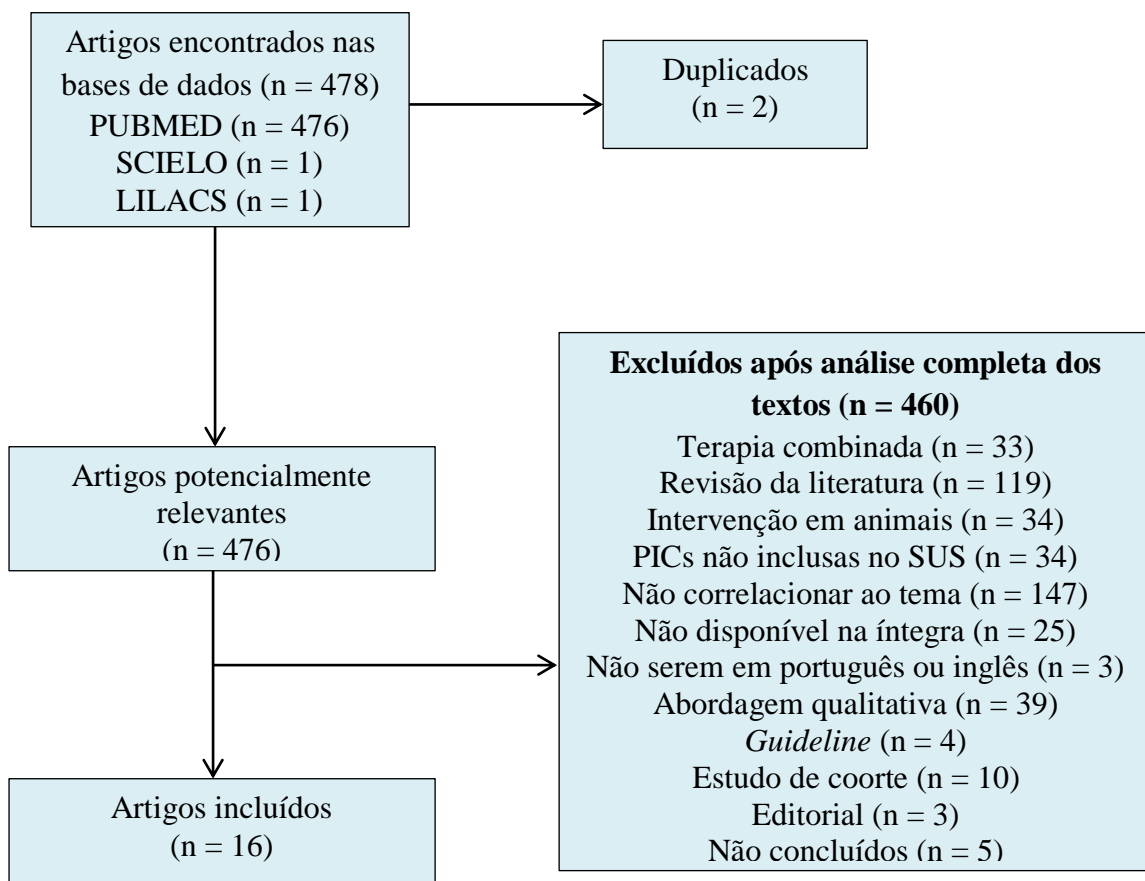 Artigos encontrados nas
bases de dados (n = 478)
PUBMED (n = 476)
SCIELO (n = 1)
LILACS (n = 1)
Duplicados
(n = 2)
Artigos potencialmente
relevantes
(n = 476)
Excluídos após análise completa dos
textos (n = 460)
Terapia combinada (n = 33)
Revisão da literatura (n = 119)
Intervenção em animais (n = 34)
PICs não inclusas no SUS (n = 34)
Não correlacionar ao tema (n = 147)
Não disponível na íntegra (n = 25)
Não serem em português ou inglês (n = 3)
Abordagem qualitativa (n = 39)
Guideline (n = 4)
Estudo de coorte (n = 10)
Editorial (n = 3)
Não concluídos (n = 5)
Artigos incluídos
(n = 16)